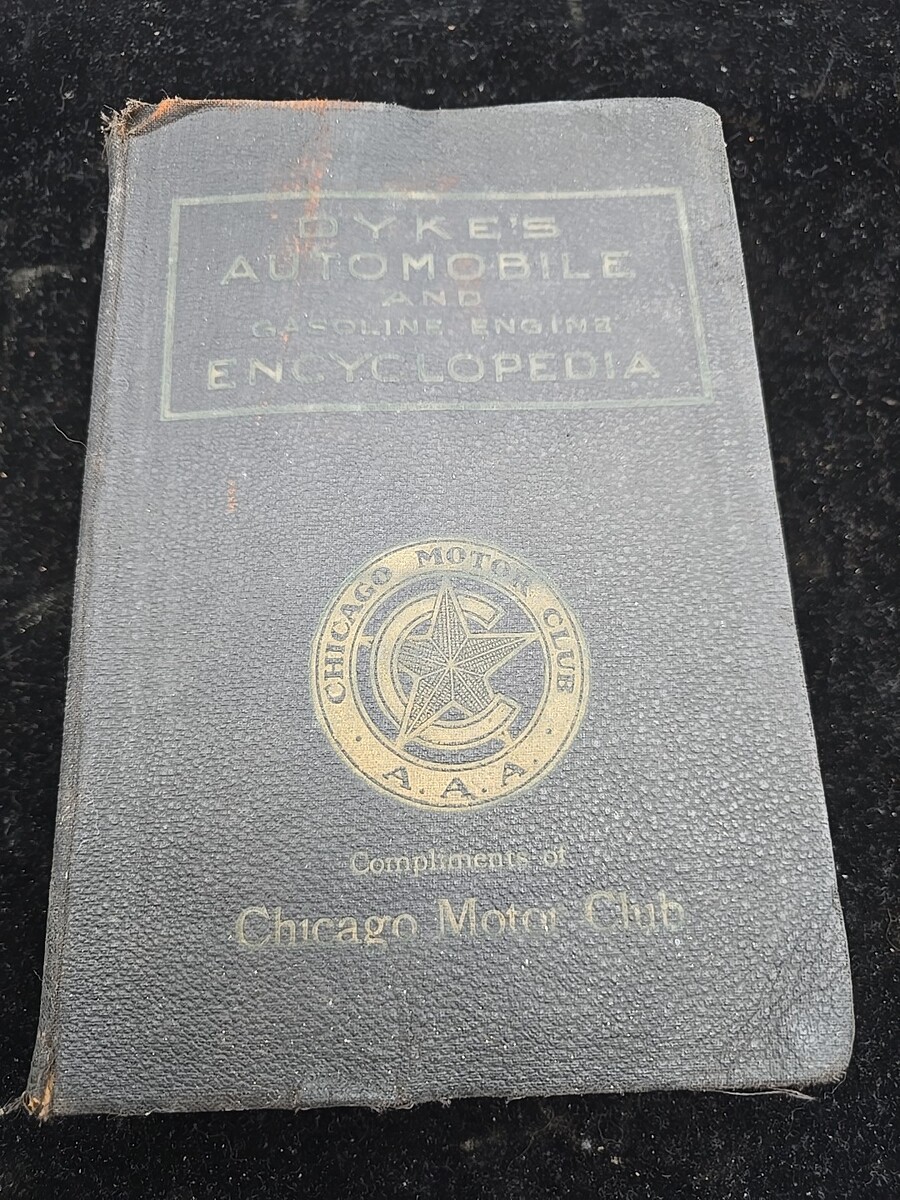 DYKE'S
AUTOMOBILE
AND
GASOLINE ENGINE
ENCYCLOPEDIA
CHICAGO MOTOR CLUB
· A. A. A. ·
Compliments of
Chicago Motor Club